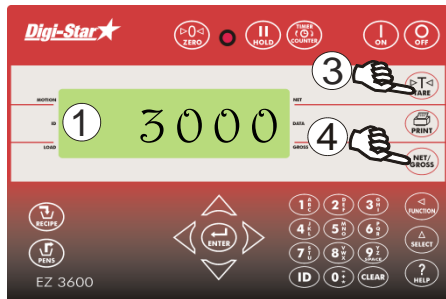 Digi-Star
▷0◁ ZERO
HOLD
TIMER COUNTER
ON
OFF
3
▷T◁ TARE
MOTION
NET
1
3000
ID
DATA
PRINT
4
LOAD
GROSS
NET/ GROSS
RECIPE
PENS
ENTER
1 2 3
4 5 6
7 8 9 SPACE
ID 0 CLEAR
FUNCTION
SELECT
? HELP
EZ 3600